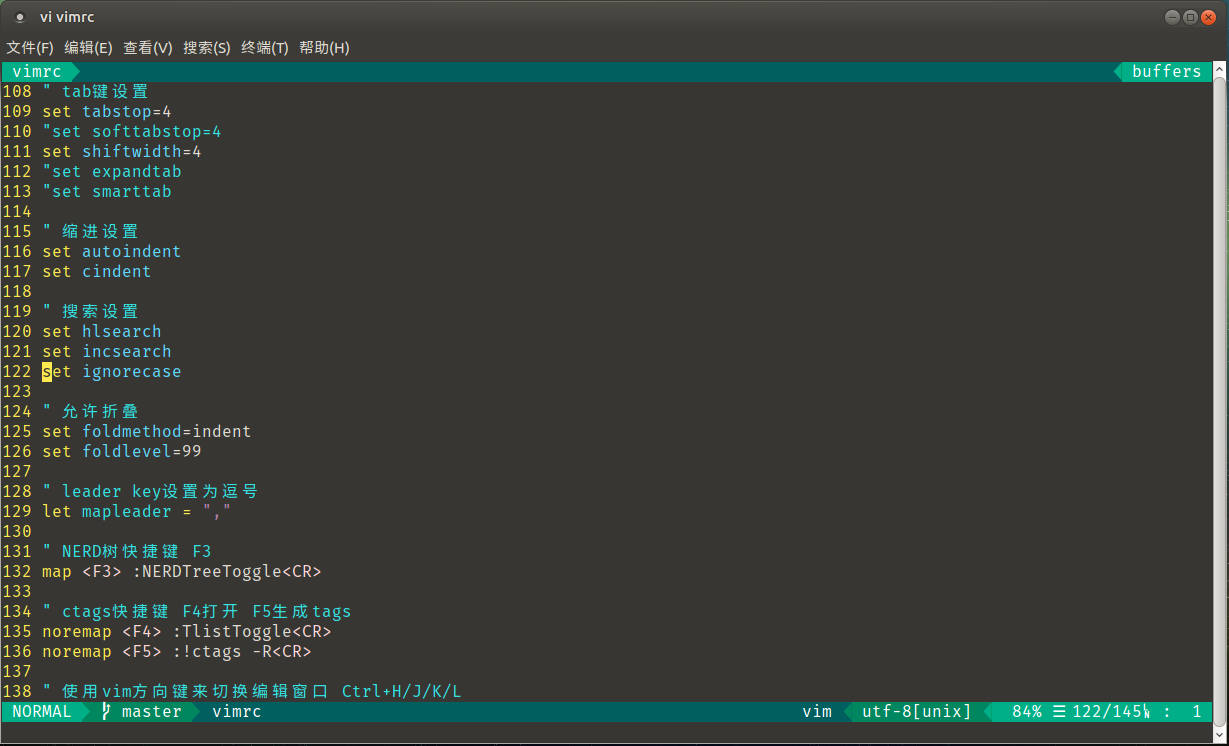 vi vimrc
文件(F) 编辑(E) 查看(V) 搜索(S) 终端(T) 帮助(H)
vimrc buffers
108 " tab键设置
109 set tabstop=4
110 "set softtabstop=4
111 set shiftwidth=4
112 "set expandtab
113 "set smarttab
114
115 " 缩进设置
116 set autoindent
117 set cindent
118
119 " 搜索设置
120 set hlsearch
121 set incsearch
122 set ignorecase
123
124 " 允许折叠
125 set foldmethod=indent
126 set foldlevel=99
127
128 " leader key设置为逗号
129 let mapleader = ","
130
131 " NERD树快捷键 F3
132 map <F3> :NERDTreeToggle<CR>
133
134 " ctags快捷键 F4打开 F5生成tags
135 noremap <F4> :TlistToggle<CR>
136 noremap <F5> :!ctags -R<CR>
137
138 " 使用vim方向键来切换编辑窗口 Ctrl+H/J/K/L
NORMAL master vimrc vim utf-8[unix] 84% ☰ 122/145 : 1